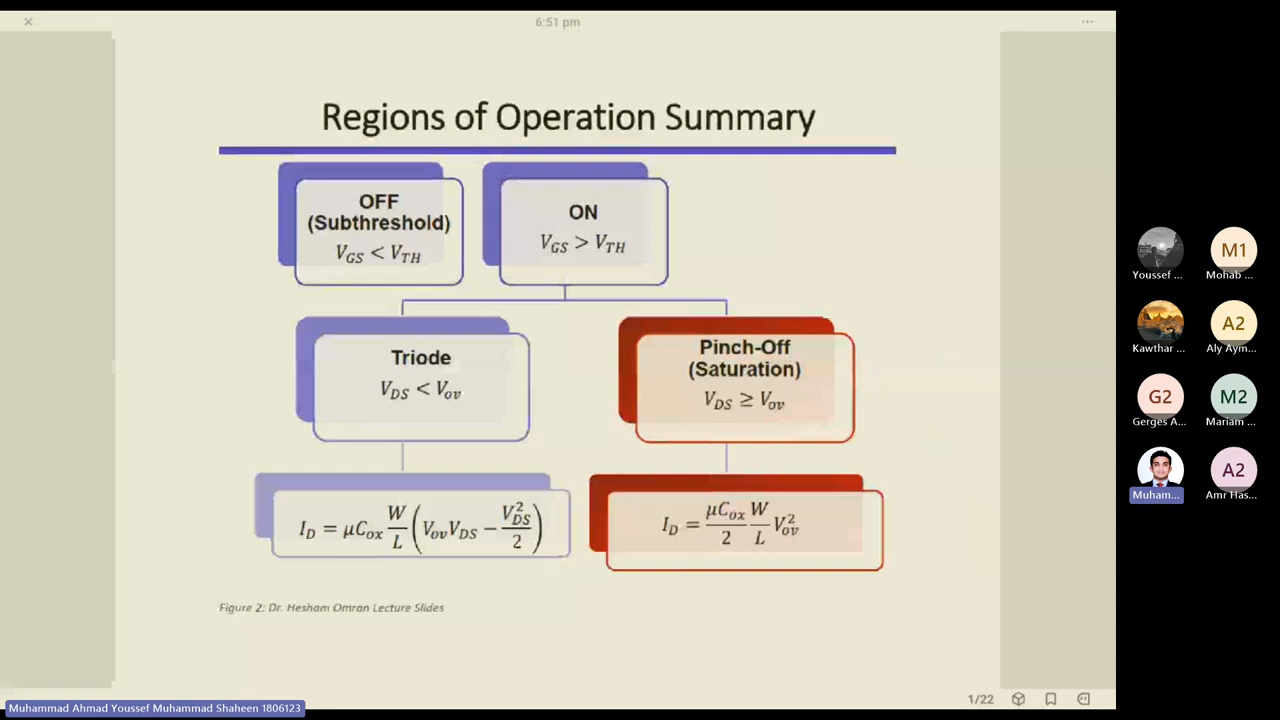 6:51 pm
Regions of Operation Summary
OFF
(Subthreshold)
V_GS < V_TH
ON
V_GS > V_TH
Triode
V_DS < V_ov
Pinch-Off
(Saturation)
V_DS ≥ V_ov
I_D = μC_ox W/L (V_ov V_DS − V_DS²/2)
I_D = μC_ox/2 W/L V_ov²
Figure 2: Dr. Hesham Omran Lecture Slides
1/22
M1
Youssef ...
Mohab ...
A2
Kawthar ...
Aly Aym...
G2
M2
Gerges A...
Mariam ...
A2
Muham...
Amr Has...
Muhammad Ahmad Youssef Muhammad Shaheen 1806123